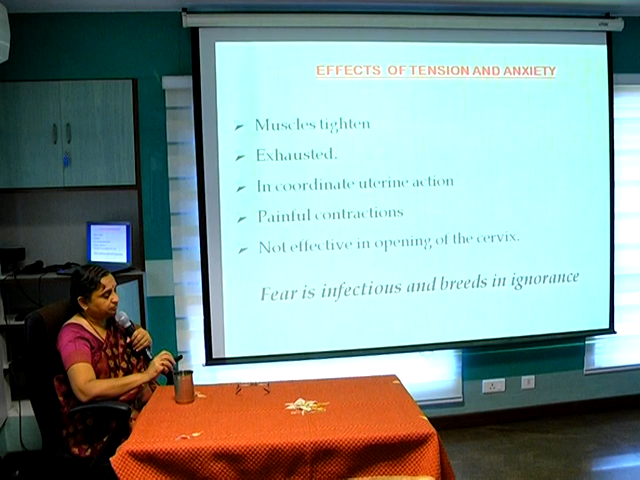 EFFECTS OF TENSION AND ANXIETY
Muscles tighten
Exhausted.
In coordinate uterine action
Painful contractions
Not effective in opening of the cervix.
Fear is infectious and breeds in ignorance